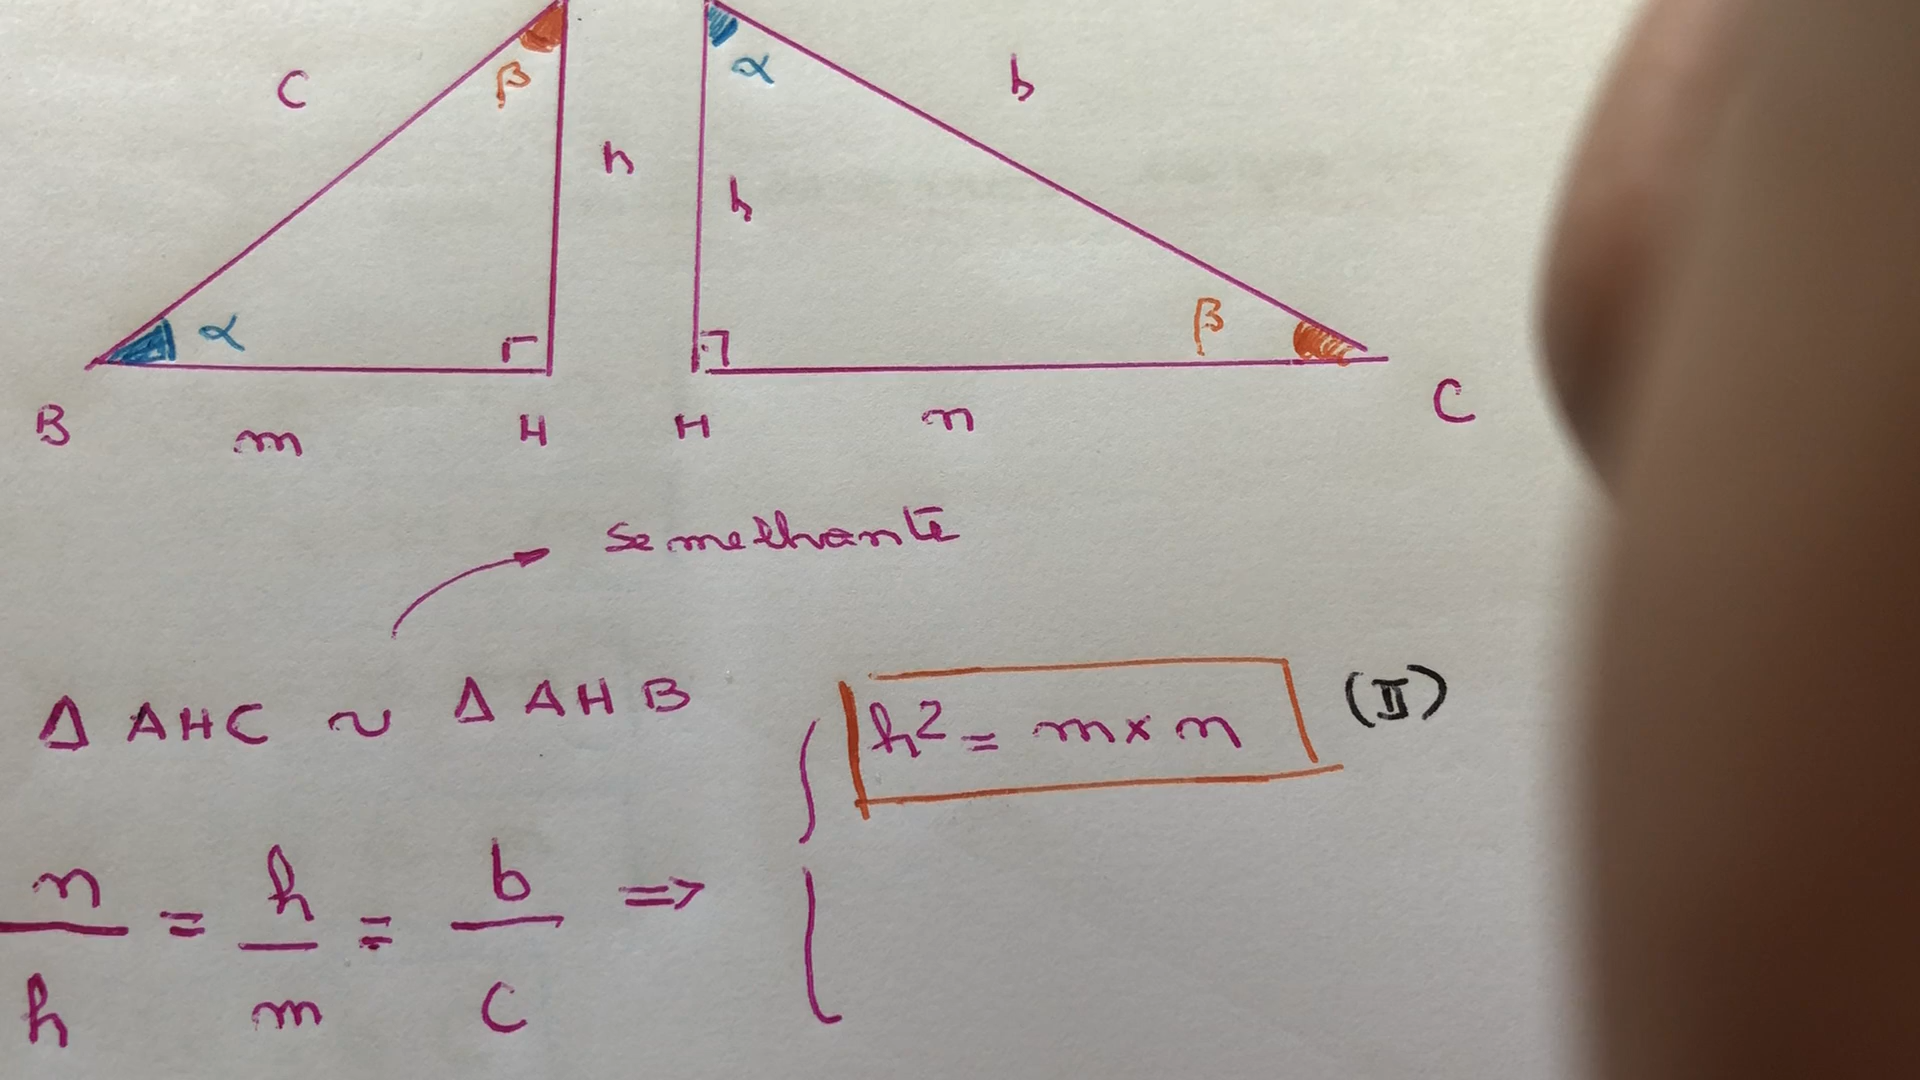 β α
c b
h
h
α β
B m H H n C
semelhante
Δ AHC ~ Δ AHB
h² = m × n (II)
n/h = h/m = b/c =>